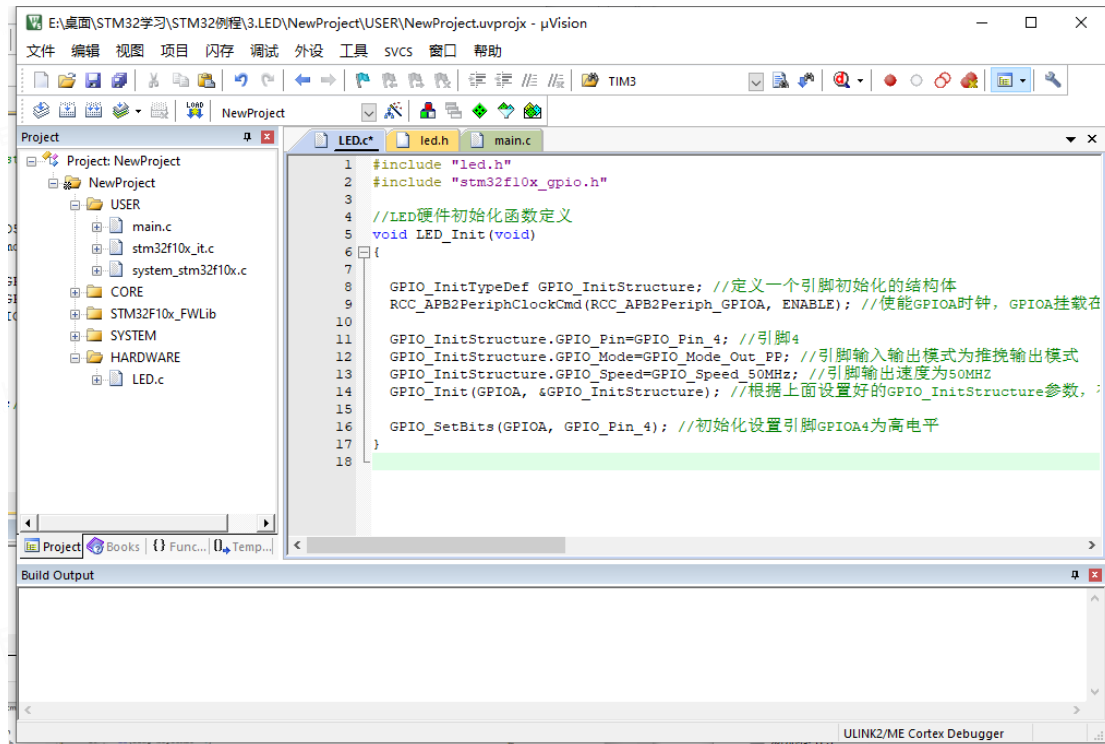 E:\桌面\STM32学习\STM32例程\3.LED\NewProject\USER\NewProject.uvprojx - µVision
文件 编辑 视图 项目 闪存 调试 外设 工具 SVCS 窗口 帮助
TIM3
LOAD NewProject
Project
LED.c* led.h main.c
Project: NewProject
NewProject
USER
main.c
stm32f10x_it.c
system_stm32f10x.c
CORE
STM32F10x_FWLib
SYSTEM
HARDWARE
LED.c
1 #include "led.h"
2 #include "stm32f10x_gpio.h"
3
4 //LED硬件初始化函数定义
5 void LED_Init(void)
6 {
7
8 GPIO_InitTypeDef GPIO_InitStructure; //定义一个引脚初始化的结构体
9 RCC_APB2PeriphClockCmd(RCC_APB2Periph_GPIOA, ENABLE); //使能GPIOA时钟，GPIOA挂载在
10
11 GPIO_InitStructure.GPIO_Pin=GPIO_Pin_4; //引脚4
12 GPIO_InitStructure.GPIO_Mode=GPIO_Mode_Out_PP; //引脚输入输出模式为推挽输出模式
13 GPIO_InitStructure.GPIO_Speed=GPIO_Speed_50MHz; //引脚输出速度为50MHZ
14 GPIO_Init(GPIOA, &GPIO_InitStructure); //根据上面设置好的GPIO_InitStructure参数，
15
16 GPIO_SetBits(GPIOA, GPIO_Pin_4); //初始化设置引脚GPIOA4为高电平
17 }
18
Project Books {} Func... Temp...
Build Output
ULINK2/ME Cortex Debugger